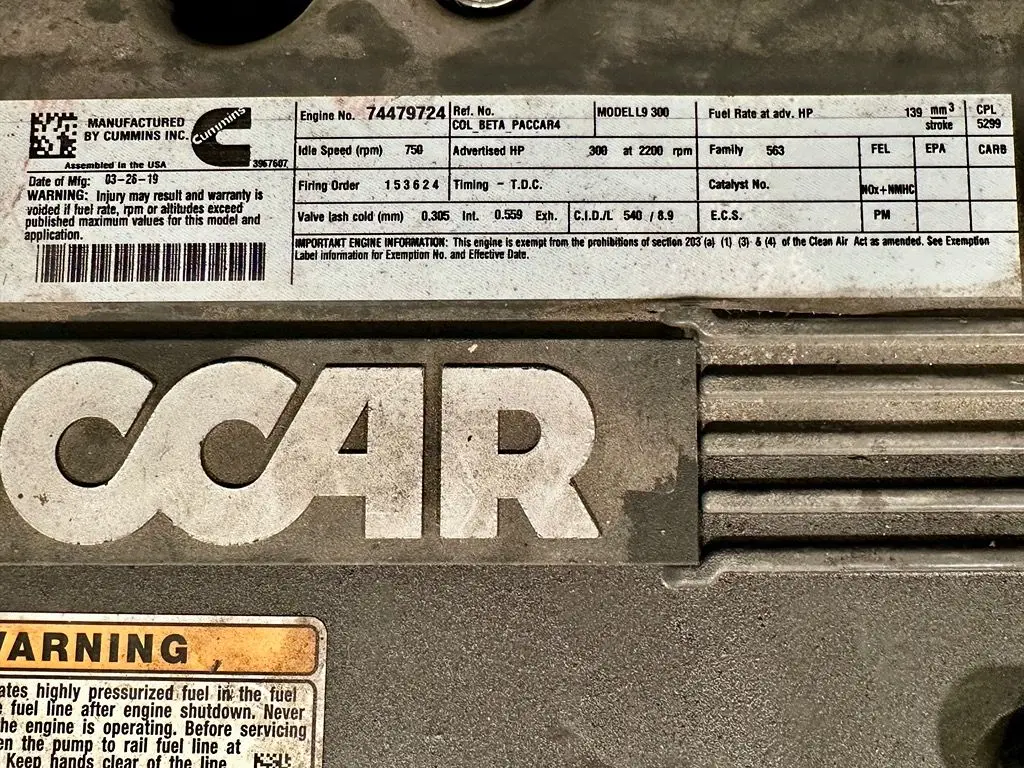 MANUFACTURED
BY CUMMINS INC.
Cummins
Assembled in the USA
3967607
Date of Mfg: 03-26-19
WARNING: Injury may result and warranty is
voided if fuel rate, rpm or altitudes exceed
published maximum values for this model and
application.
Engine No. 74479724 Ref. No. MODEL L9 300 Fuel Rate at adv. HP 139 mm3 CPL
COL_BETA_PACCAR4 stroke 5299
Idle Speed (rpm) 750 Advertised HP 300 at 2200 rpm Family 563 FEL EPA CARB
Firing Order 1 5 3 6 2 4 Timing - T.D.C. Catalyst No. NOx+NMHC
Valve lash cold (mm) 0.305 Int. 0.559 Exh. C.I.D./L 540 / 8.9 E.C.S. PM
IMPORTANT ENGINE INFORMATION: This engine is exempt from the prohibitions of section 203 (a) (1) (3) & (4) of the Clean Air Act as amended. See Exemption
Label information for Exemption No. and Effective Date.
CCAR
WARNING
ates highly pressurized fuel in the fuel
fuel line after engine shutdown. Never
he engine is operating. Before servicing
en the pump to rail fuel line at
Keep hands clear of the line